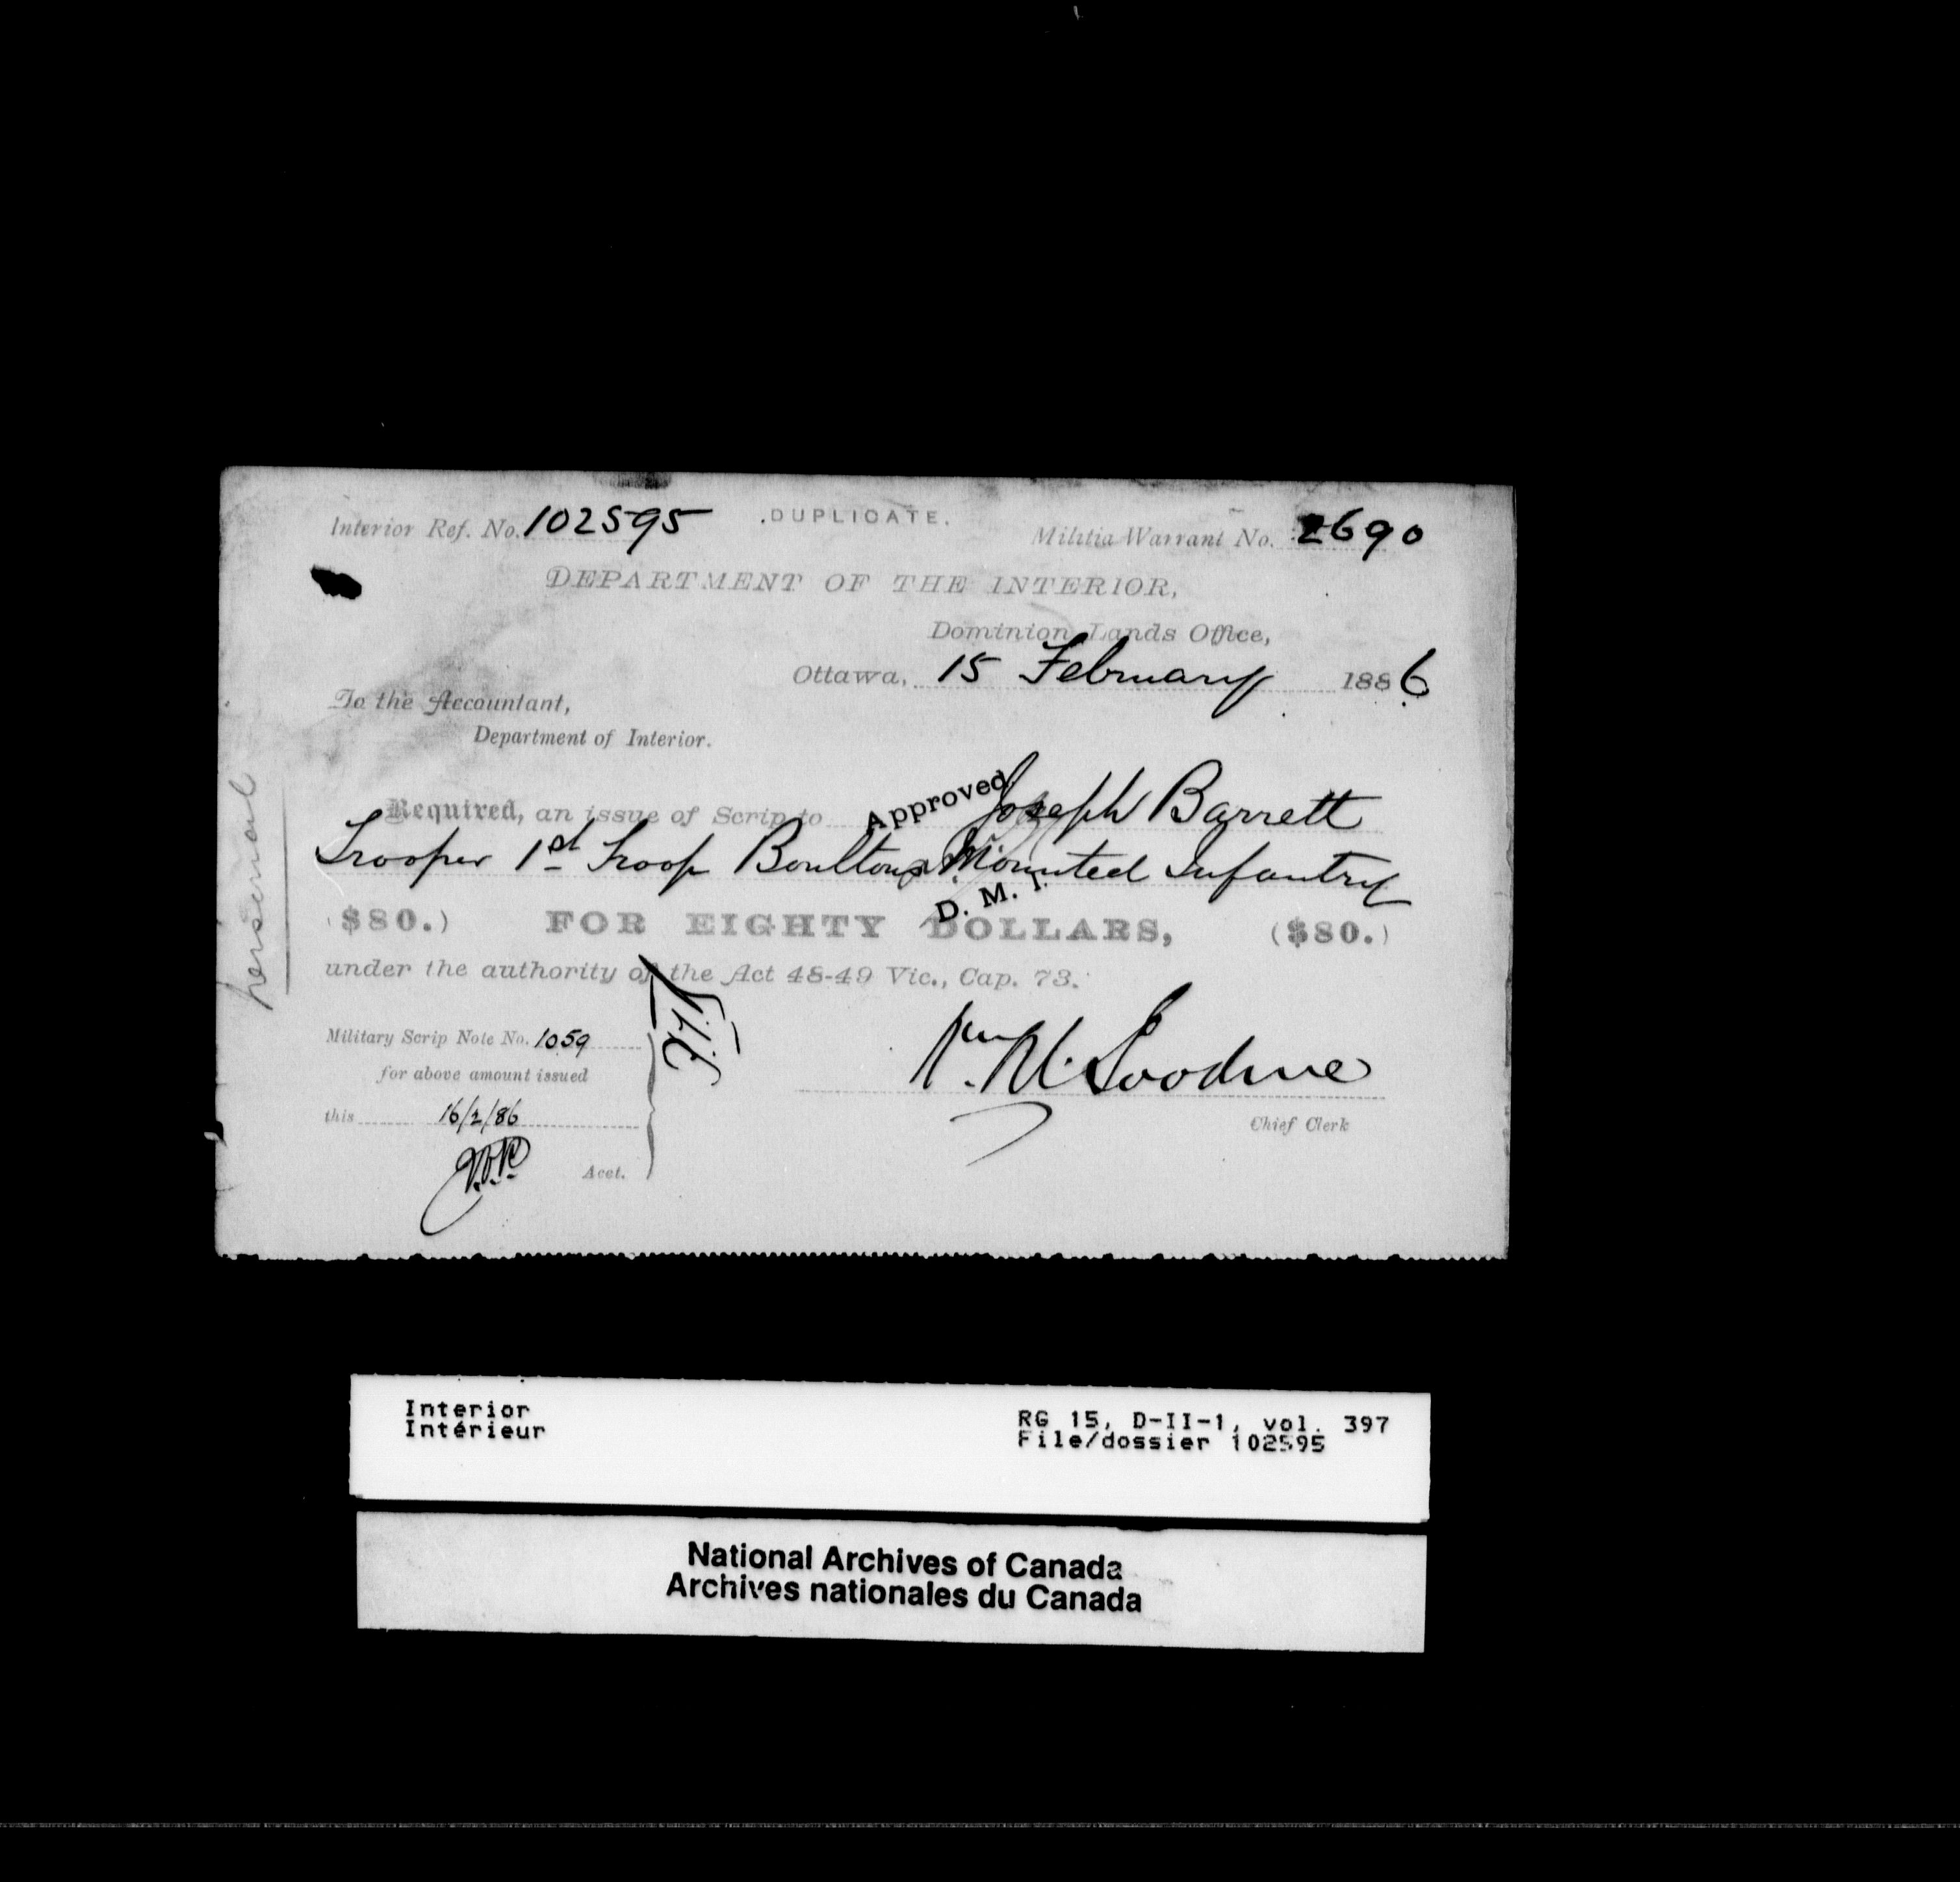 Interior Ref. No. 102595 .DUPLICATE. Militia Warrant No. 2690
DEPARTMENT OF THE INTERIOR,
Dominion Lands Office,
Ottawa, 15 February 1886
To the Accountant,
Department of Interior.
Approved
Required, an issue of Scrip to Joseph Barrett
Trooper 1st Troop Boultons Mounted Infantry
D. M. I.
($80.) FOR EIGHTY DOLLARS, ($80.)
under the authority of the Act 48-49 Vic., Cap. 73.
personal
Military Scrip Note No. 1059
for above amount issued
this 16/2/86
Acct.
Chief Clerk
Interior
Intérieur
RG 15, D-II-1, vol. 397
File/dossier 102595
National Archives of Canada
Archives nationales du Canada